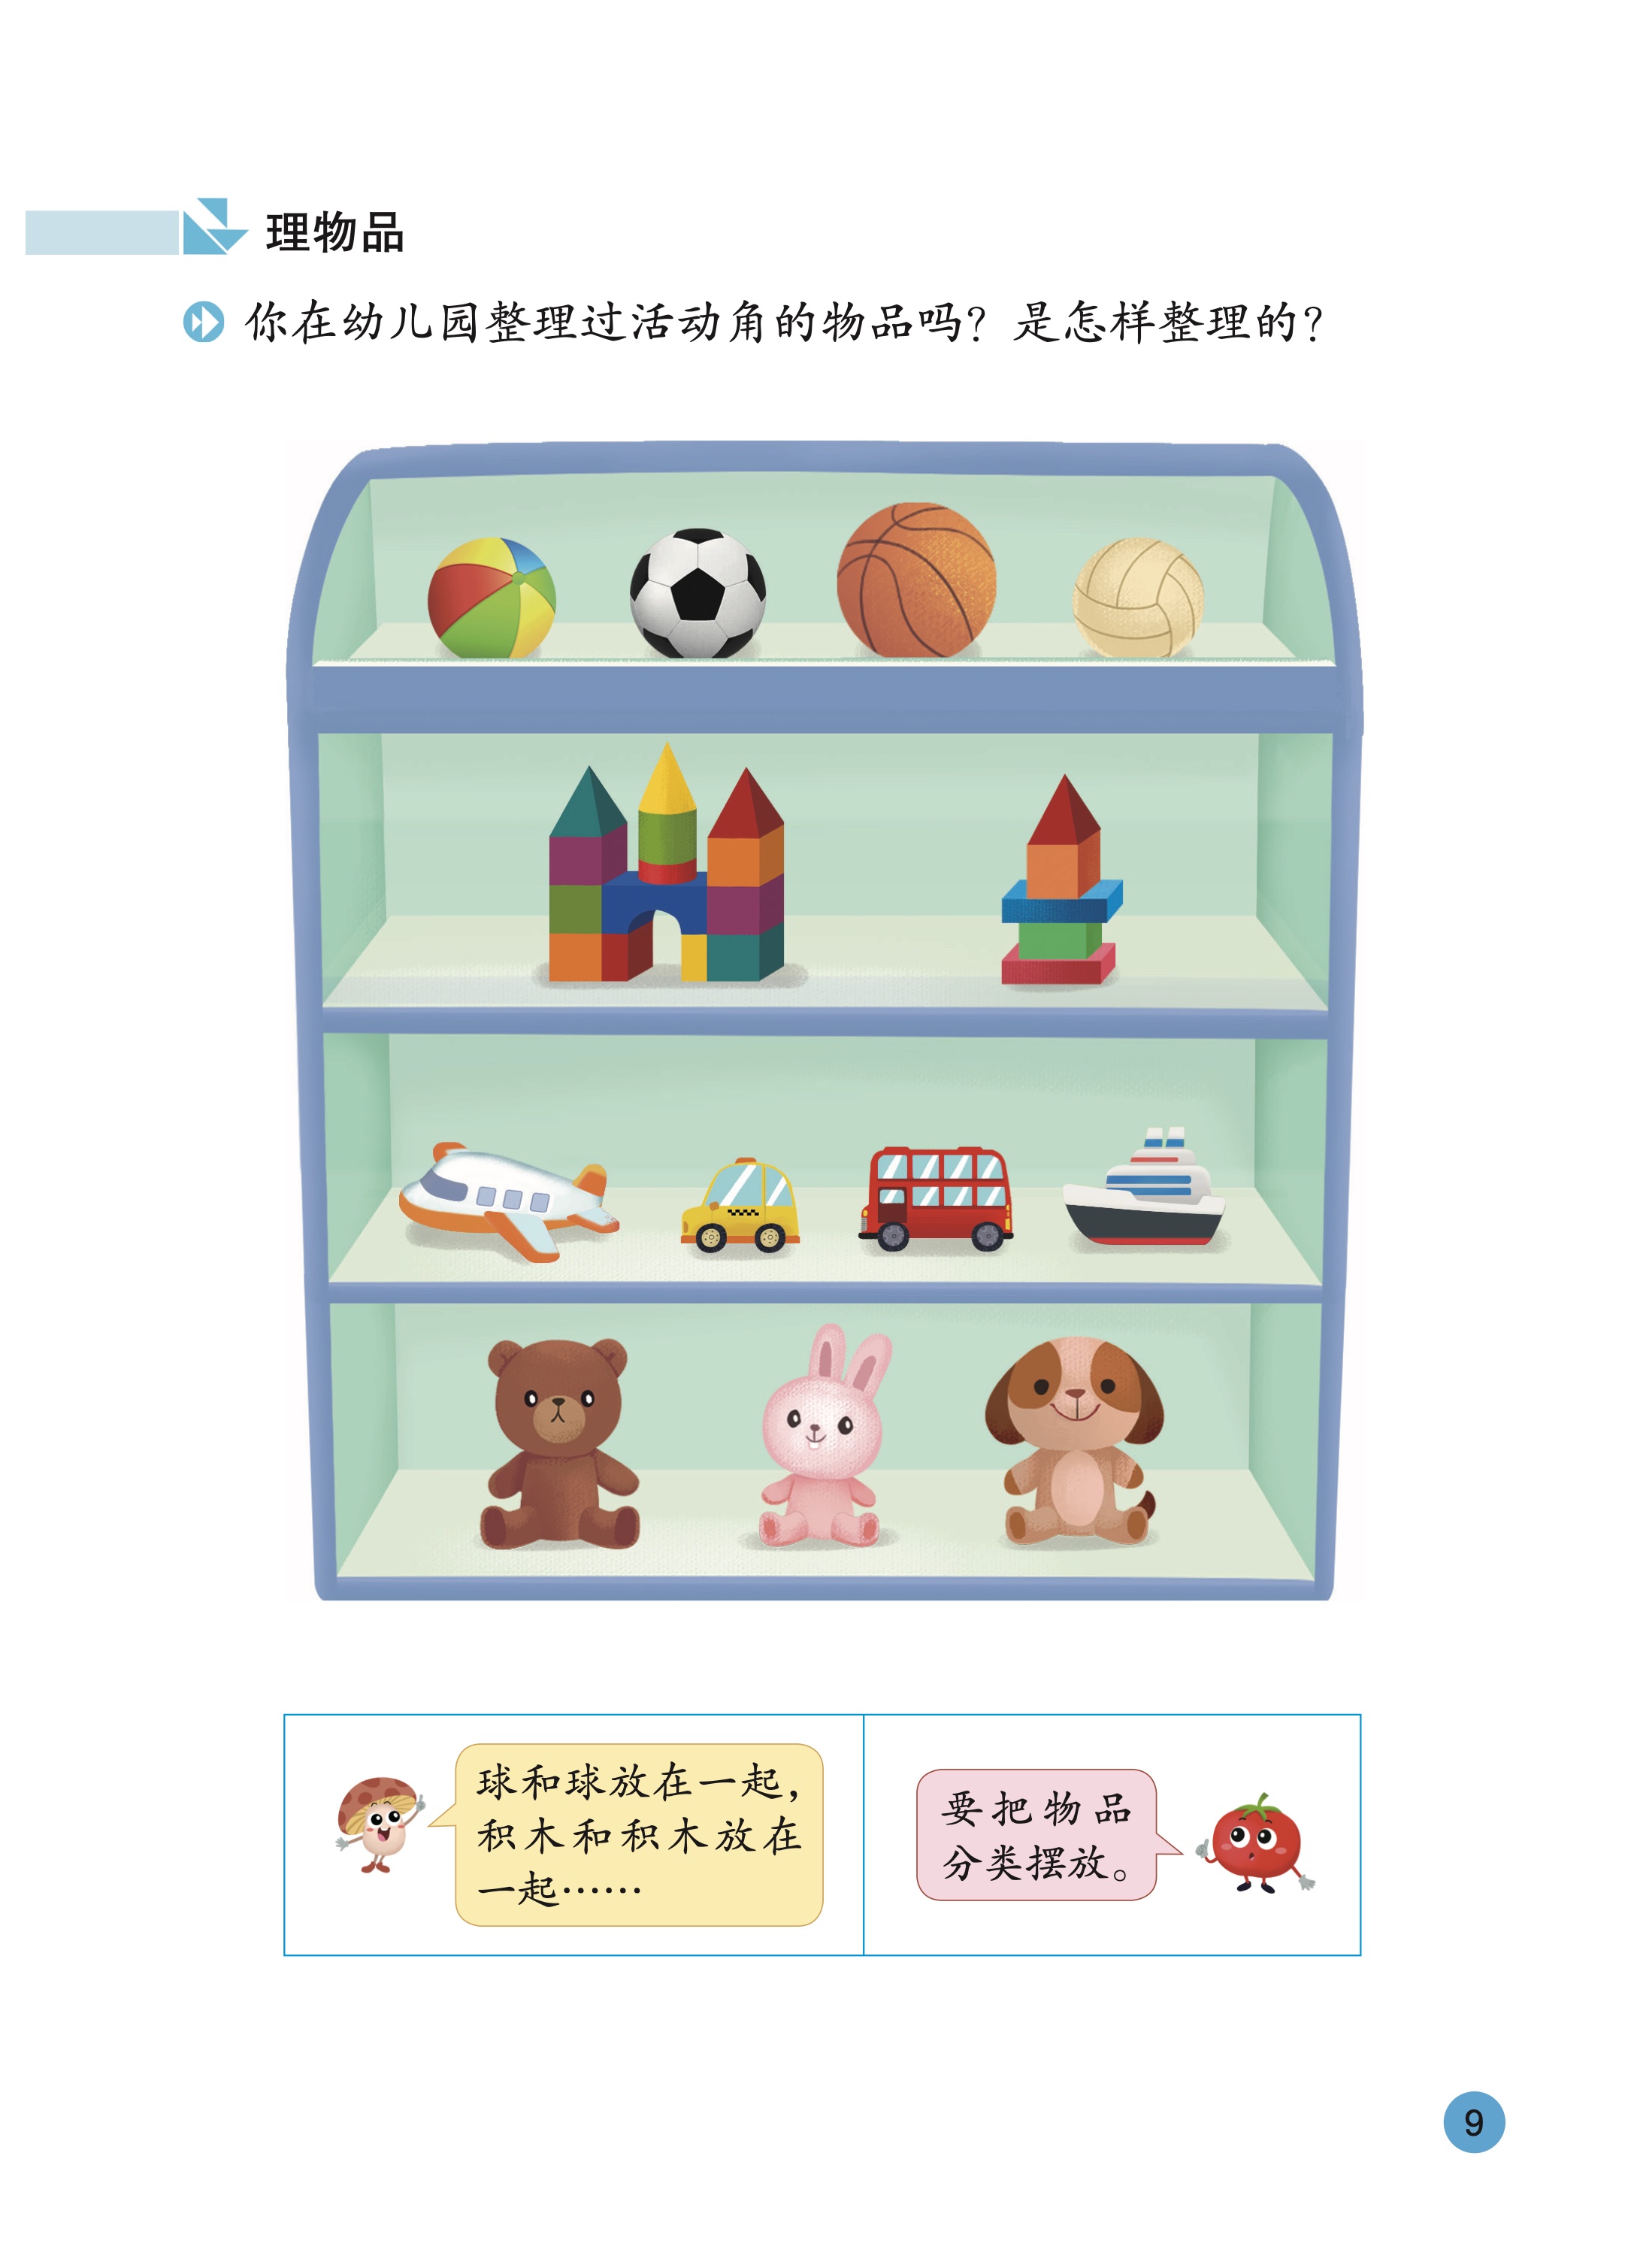 理物品
你在幼儿园整理过活动角的物品吗？是怎样整理的？
球和球放在一起，
积木和积木放在
一起……
要把物品
分类摆放。
9